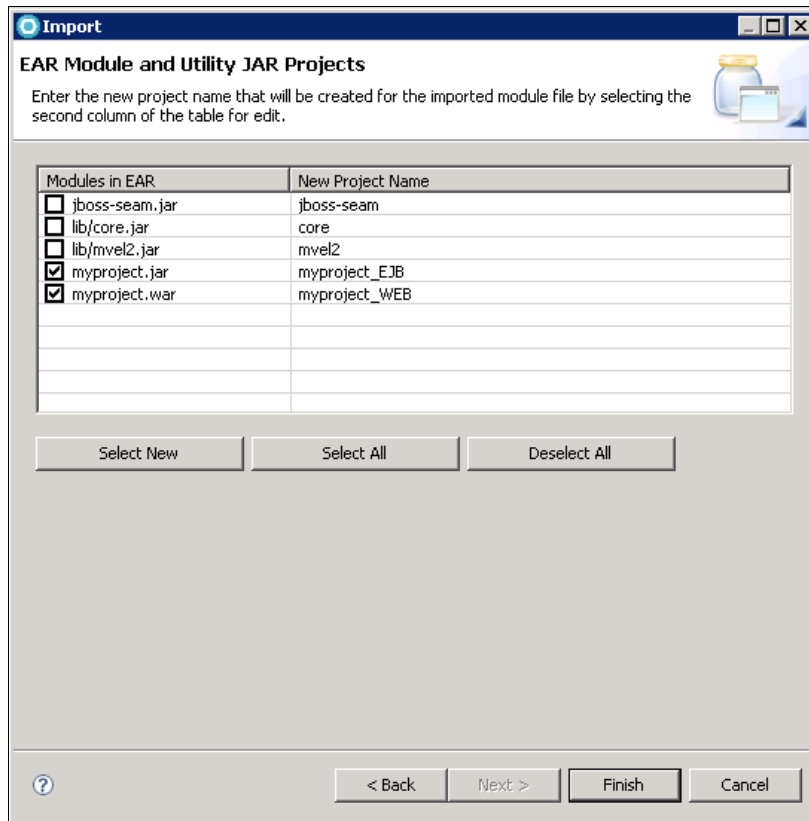 Import
EAR Module and Utility JAR Projects
Enter the new project name that will be created for the imported module file by selecting the
second column of the table for edit.
Modules in EAR New Project Name
jboss-seam.jar jboss-seam
lib/core.jar core
lib/mvel2.jar mvel2
myproject.jar myproject_EJB
myproject.war myproject_WEB
Select New Select All Deselect All
? < Back Next > Finish Cancel